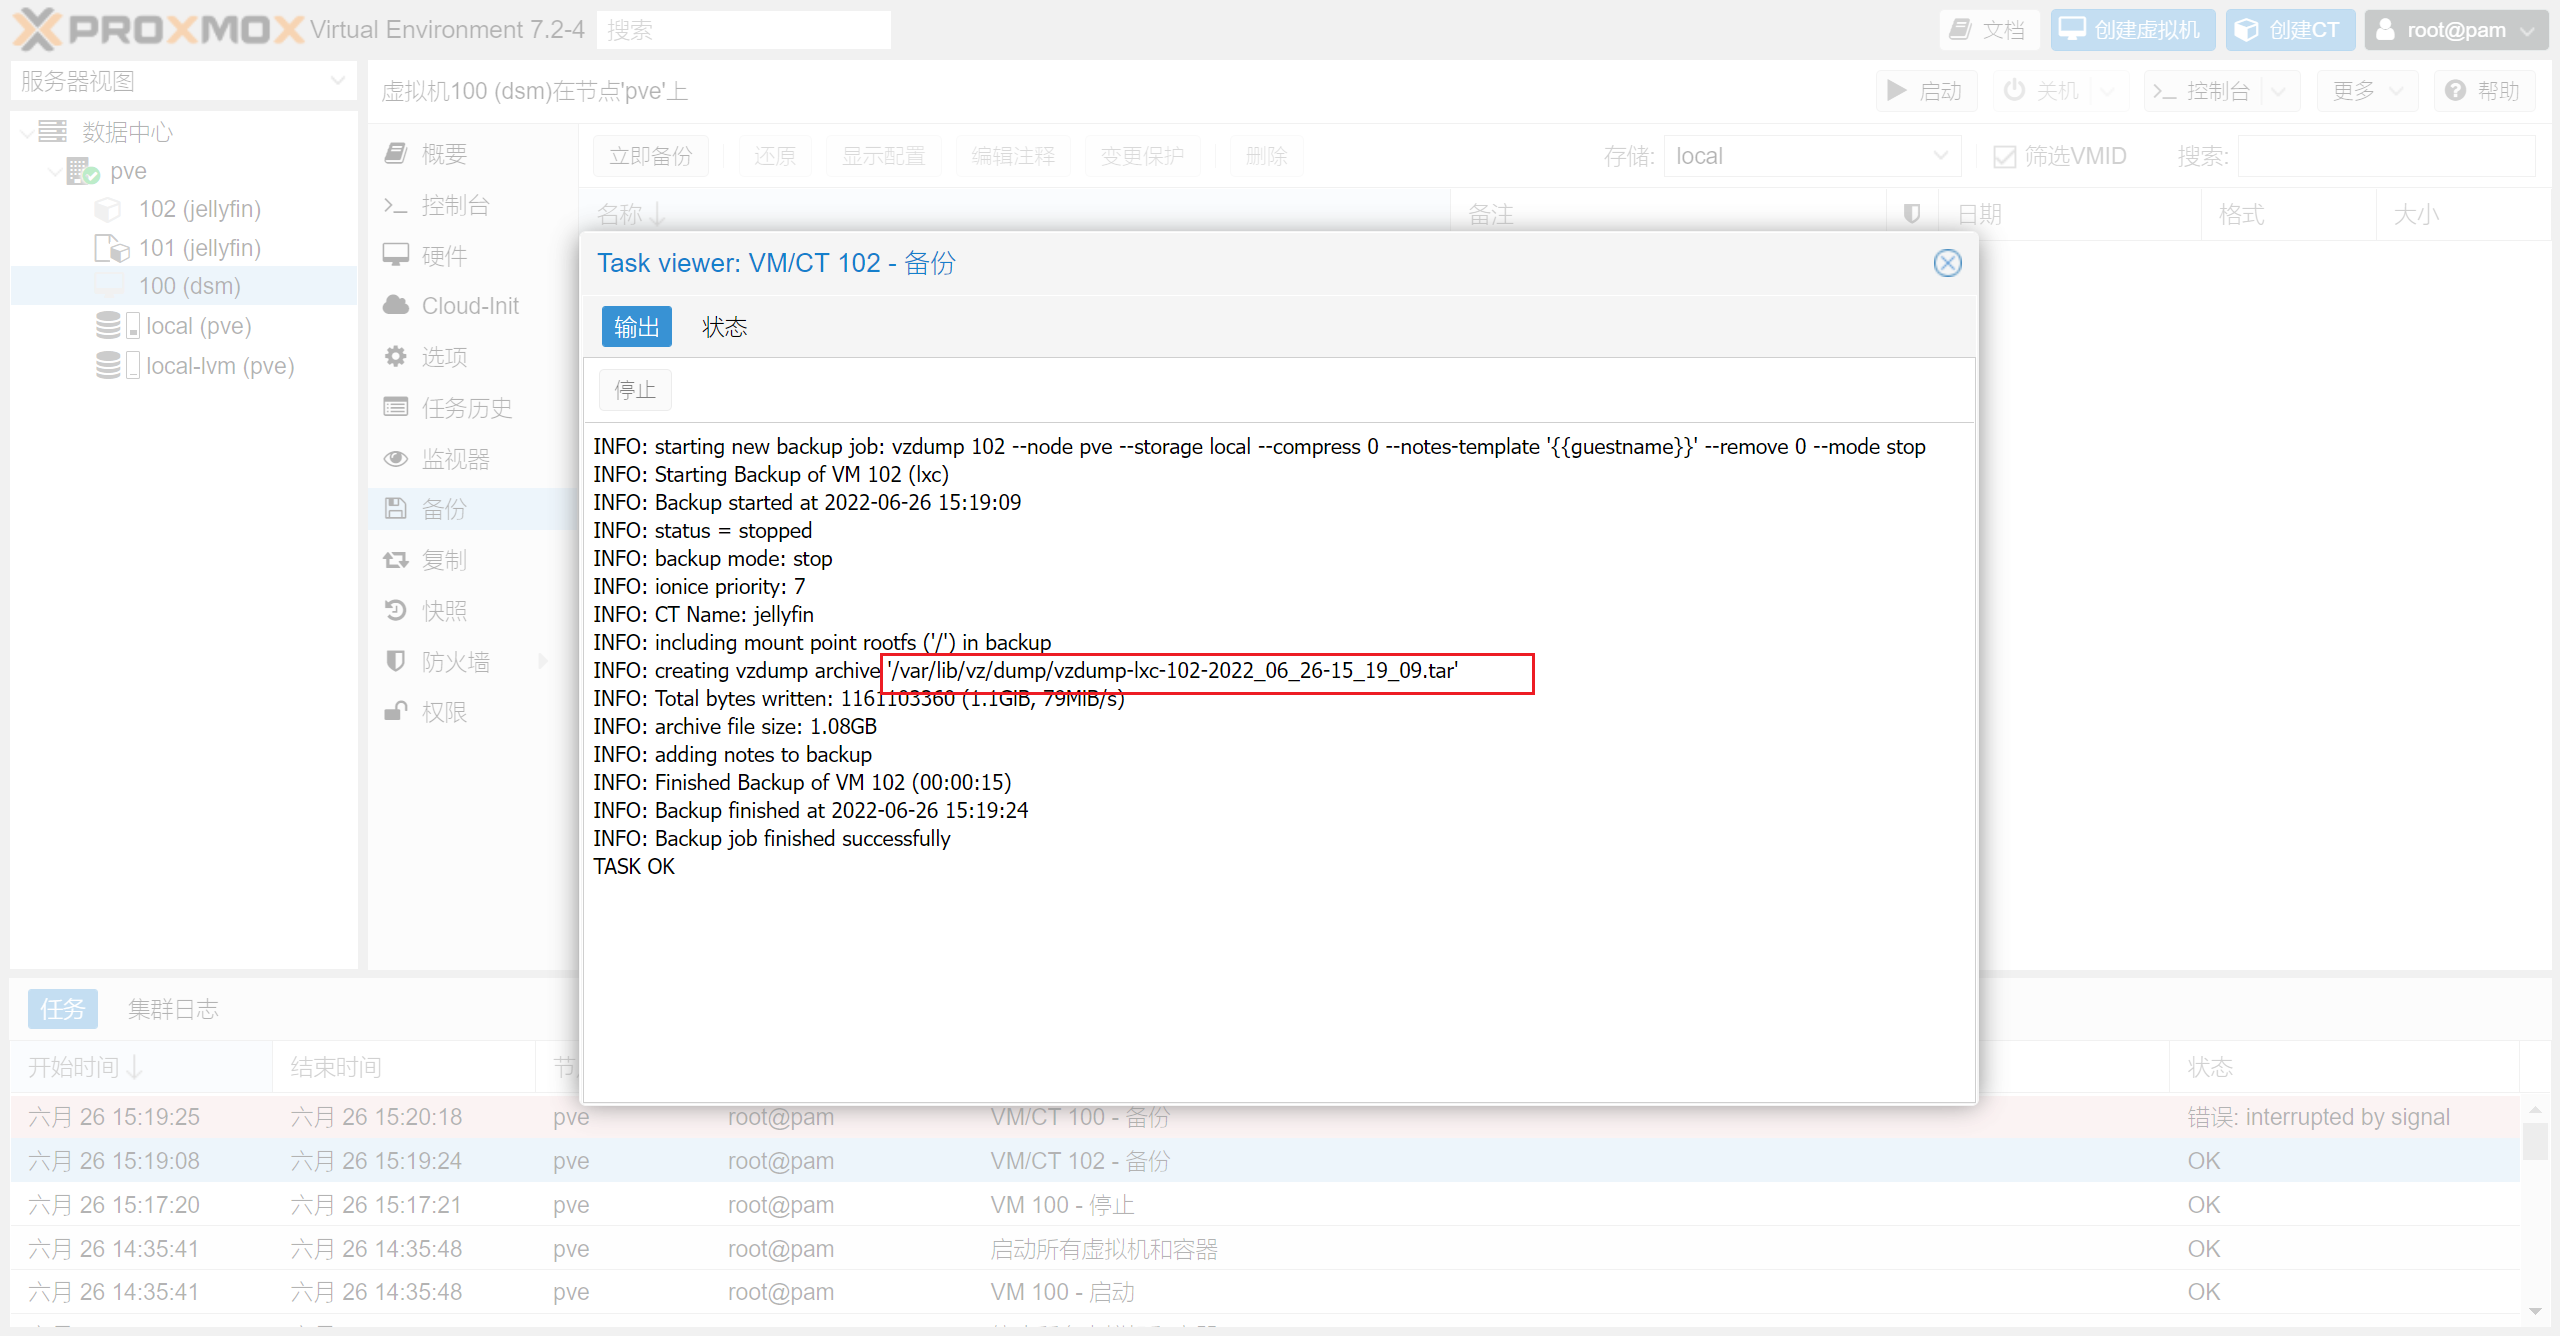 PROXMOX Virtual Environment 7.2-4 搜索 文档 创建虚拟机 创建CT root@pam
服务器视图
虚拟机100 (dsm)在节点'pve'上 启动 关机 控制台 更多 帮助
数据中心
pve
102 (jellyfin)
101 (jellyfin)
100 (dsm)
local (pve)
local-lvm (pve)
概要
控制台
硬件
Cloud-Init
选项
任务历史
监视器
备份
复制
快照
防火墙
权限
立即备份 还原 显示配置 编辑注释 变更保护 删除 存储: local 筛选VMID 搜索:
名称 备注 日期 格式 大小
Task viewer: VM/CT 102 - 备份
输出 状态
停止
INFO: starting new backup job: vzdump 102 --node pve --storage local --compress 0 --notes-template '{{guestname}}' --remove 0 --mode stop
INFO: Starting Backup of VM 102 (lxc)
INFO: Backup started at 2022-06-26 15:19:09
INFO: status = stopped
INFO: backup mode: stop
INFO: ionice priority: 7
INFO: CT Name: jellyfin
INFO: including mount point rootfs ('/') in backup
INFO: creating vzdump archive '/var/lib/vz/dump/vzdump-lxc-102-2022_06_26-15_19_09.tar'
INFO: Total bytes written: 1161103360 (1.1GiB, 79MiB/s)
INFO: archive file size: 1.08GB
INFO: adding notes to backup
INFO: Finished Backup of VM 102 (00:00:15)
INFO: Backup finished at 2022-06-26 15:19:24
INFO: Backup job finished successfully
TASK OK
任务 集群日志
开始时间 结束时间 状态
六月 26 15:19:25 六月 26 15:20:18 pve root@pam VM/CT 100 - 备份 错误: interrupted by signal
六月 26 15:19:08 六月 26 15:19:24 pve root@pam VM/CT 102 - 备份 OK
六月 26 15:17:20 六月 26 15:17:21 pve root@pam VM 100 - 停止 OK
六月 26 14:35:41 六月 26 14:35:48 pve root@pam 启动所有虚拟机和容器 OK
六月 26 14:35:41 六月 26 14:35:48 pve root@pam VM 100 - 启动 OK